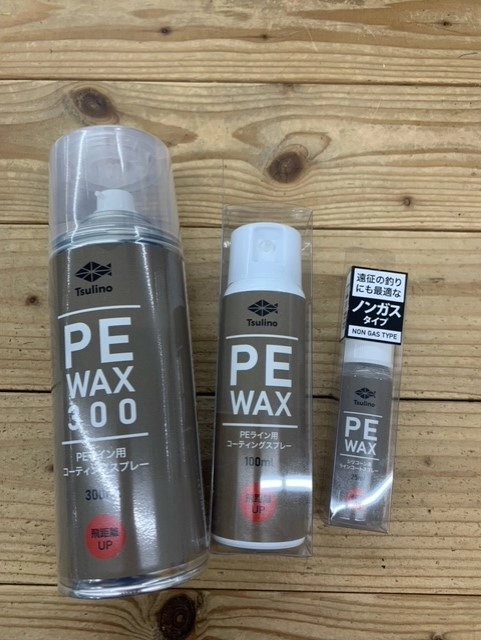 Tsulino
PE
WAX
300
PEライン用
コーティングスプレー
飛距離
UP
Tsulino
PE
WAX
PEライン用
コーティングスプレー
100ml
飛距離
UP
遠征の釣り
にも最適な
ノンガス
タイプ
NON GAS TYPE
Tsulino
PE
WAX